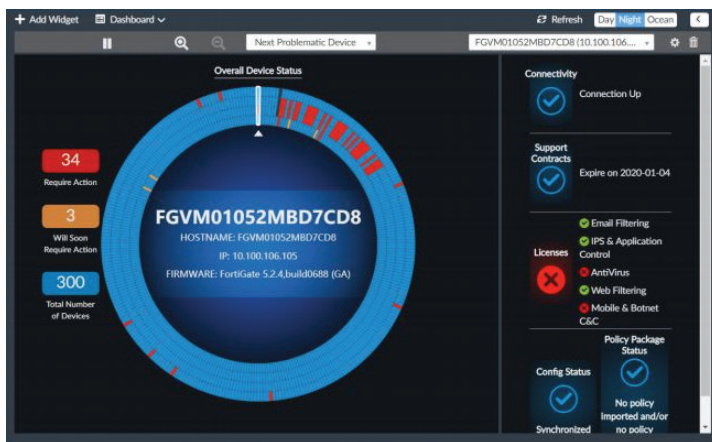 + Add Widget
Dashboard
Refresh
Day Night Ocean
Next Problematic Device
FGVM01052MBD7CD8 (10.100.106....
Overall Device Status
34
Require Action
3
Will Soon
Require Action
300
Total Number
of Devices
FGVM01052MBD7CD8
HOSTNAME: FGVM01052MBD7CD8
IP: 10.100.106.105
FIRMWARE: FortiGate 5.2.4,build0688 (GA)
Connectivity
Connection Up
Support
Contracts
Expire on 2020-01-04
Licenses
Email Filtering
IPS & Application
Control
AntiVirus
Web Filtering
Mobile & Botnet
C&C
Config Status
Synchronized
Policy Package
Status
No policy
imported and/or
no policy